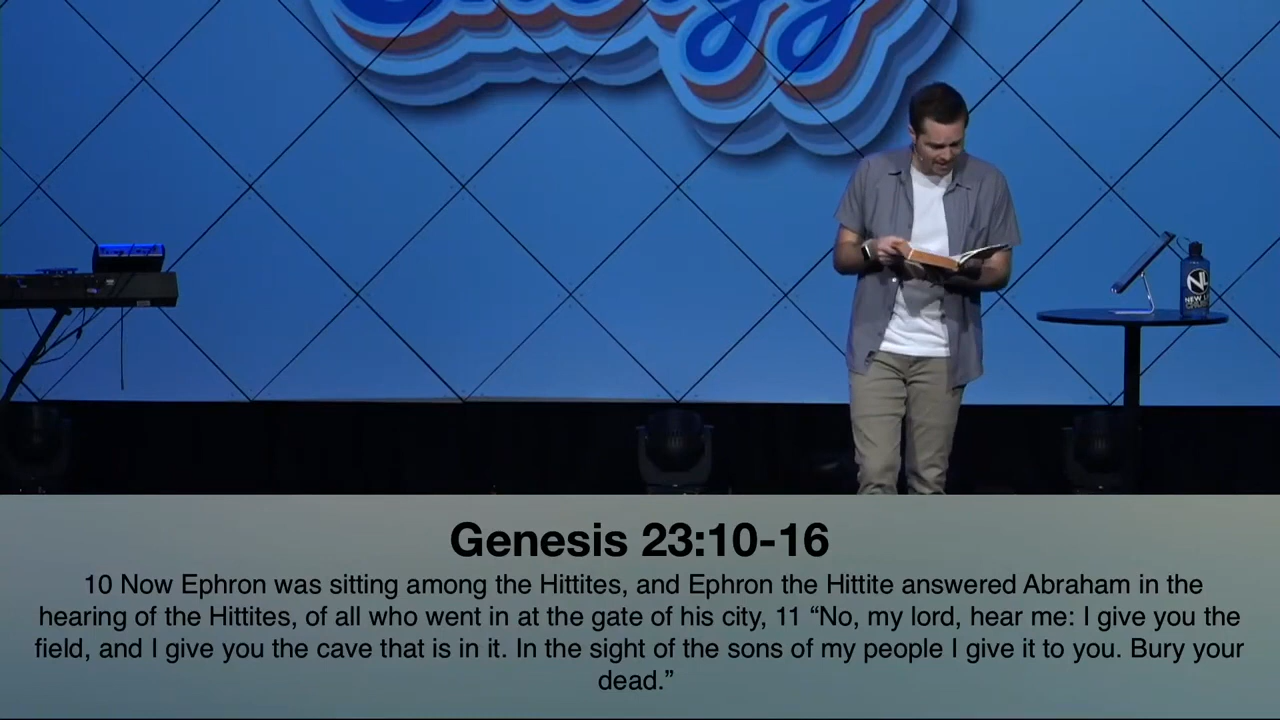 NL
NEW
Genesis 23:10-16
10 Now Ephron was sitting among the Hittites, and Ephron the Hittite answered Abraham in the
hearing of the Hittites, of all who went in at the gate of his city, 11 “No, my lord, hear me: I give you the
field, and I give you the cave that is in it. In the sight of the sons of my people I give it to you. Bury your
dead.”